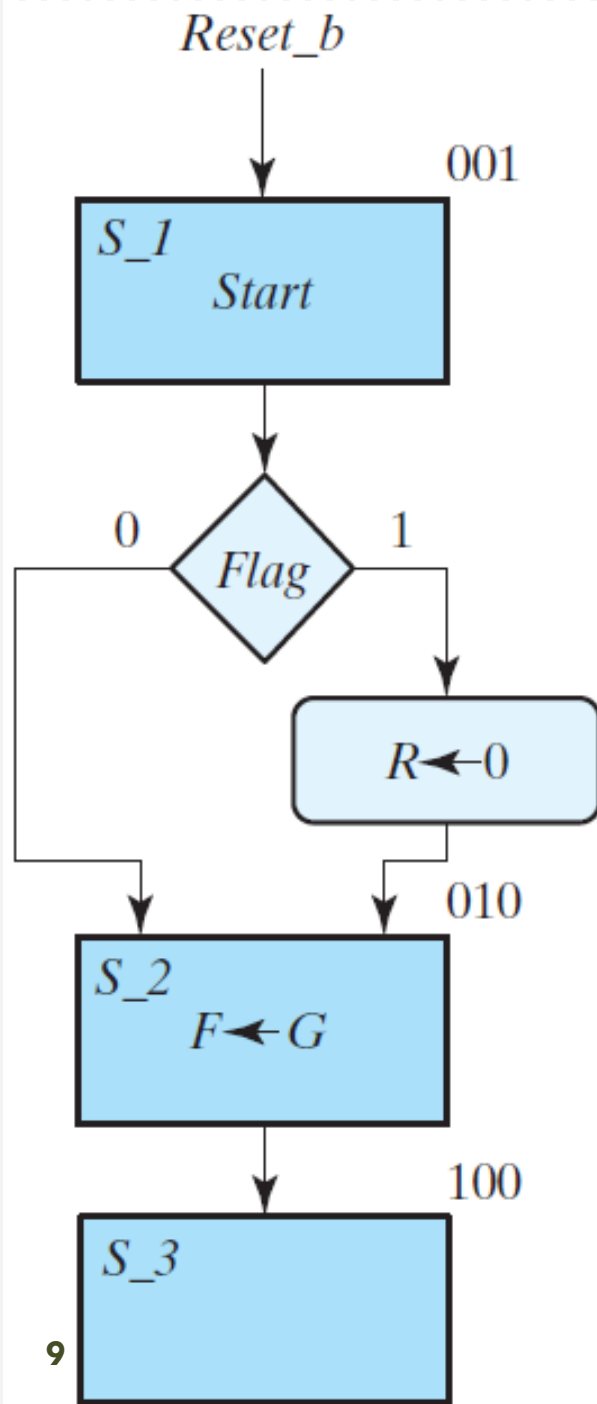 Reset_b
001
S_1
Start
0
1
Flag
R←0
010
S_2
F←G
100
S_3
9